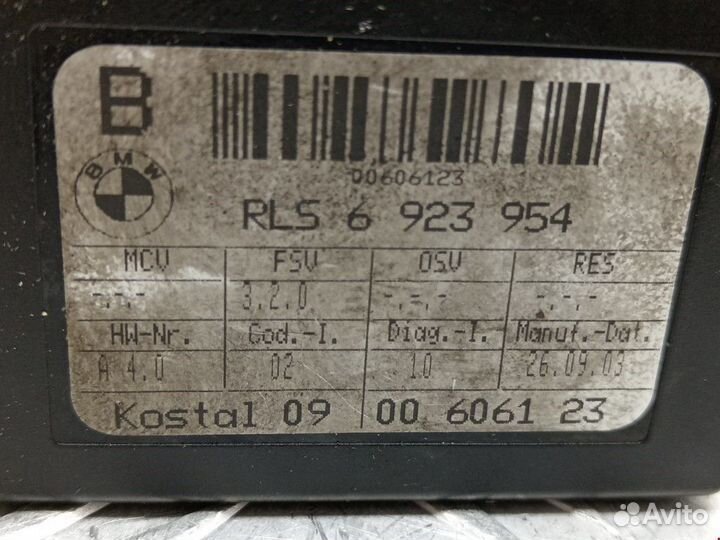 B
BMW
00606123
RLS 6 923 954
MCV FSV OSV RES
-.-.- 3.2.0 -.-.- -.-.-
HW-Nr. Cod.-I. Diag.-I. Manuf.-Dat.
A 4.0 02 10 26.09.03
Kostal 09 00 6061 23
Avito